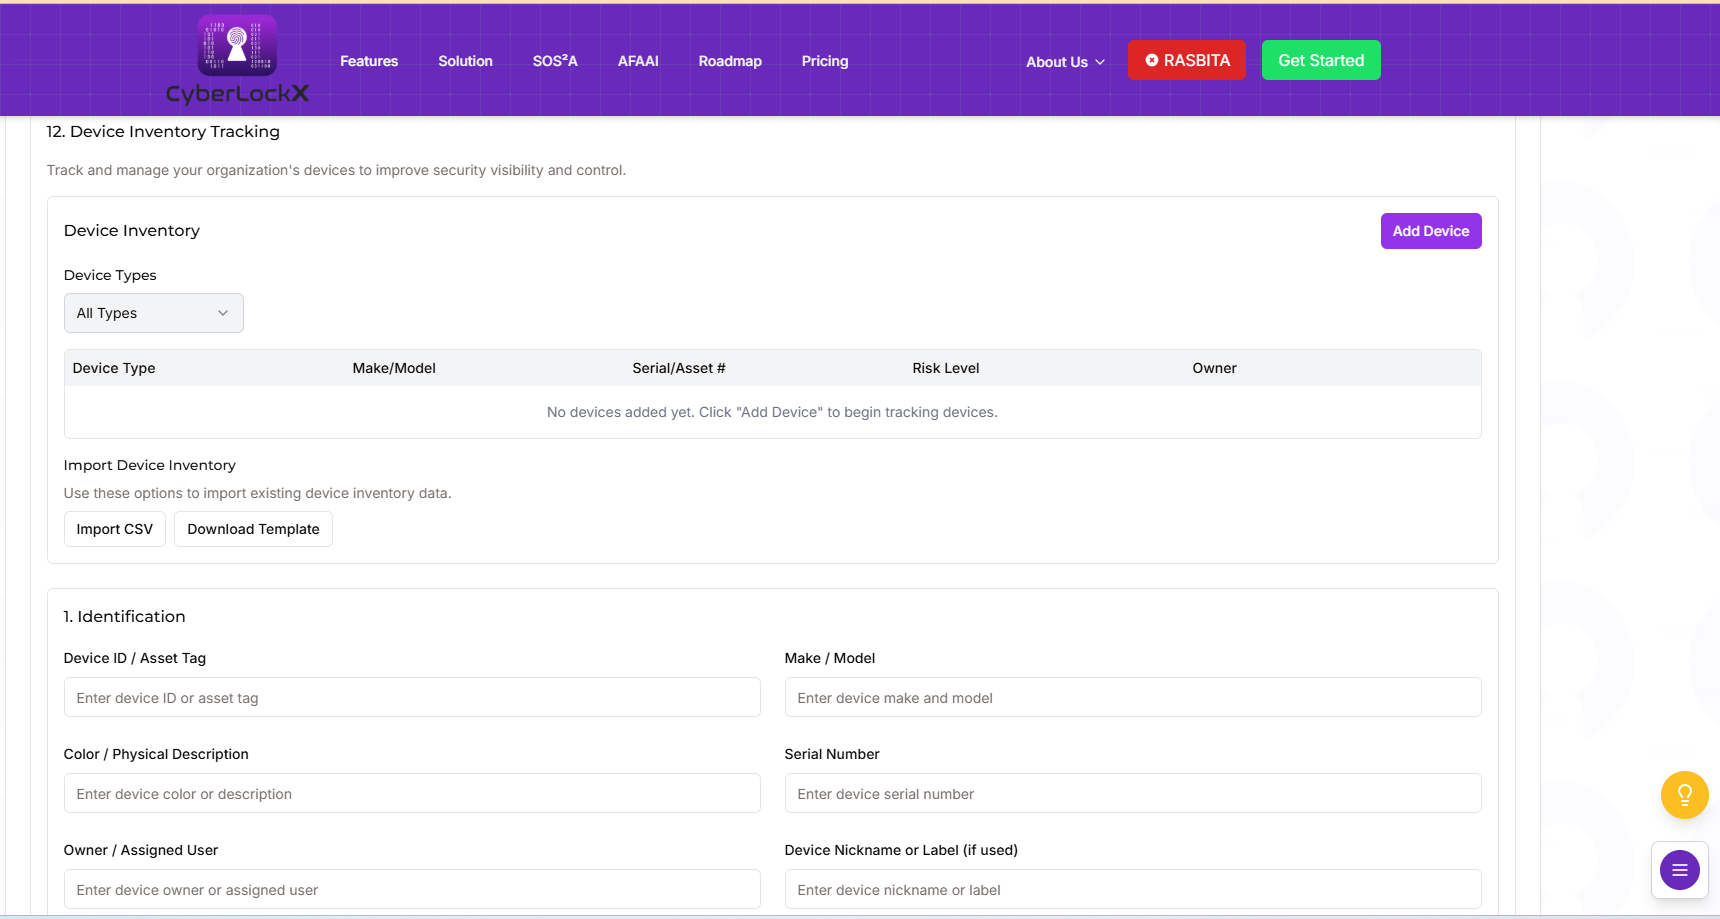 CyberLockX
Features
Solution
SOS²A
AFAAI
Roadmap
Pricing
About Us
RASBITA
Get Started
12. Device Inventory Tracking
Track and manage your organization's devices to improve security visibility and control.
Device Inventory
Add Device
Device Types
All Types
Device Type Make/Model Serial/Asset # Risk Level Owner
No devices added yet. Click "Add Device" to begin tracking devices.
Import Device Inventory
Use these options to import existing device inventory data.
Import CSV Download Template
1. Identification
Device ID / Asset Tag
Enter device ID or asset tag
Make / Model
Enter device make and model
Color / Physical Description
Enter device color or description
Serial Number
Enter device serial number
Owner / Assigned User
Enter device owner or assigned user
Device Nickname or Label (if used)
Enter device nickname or label